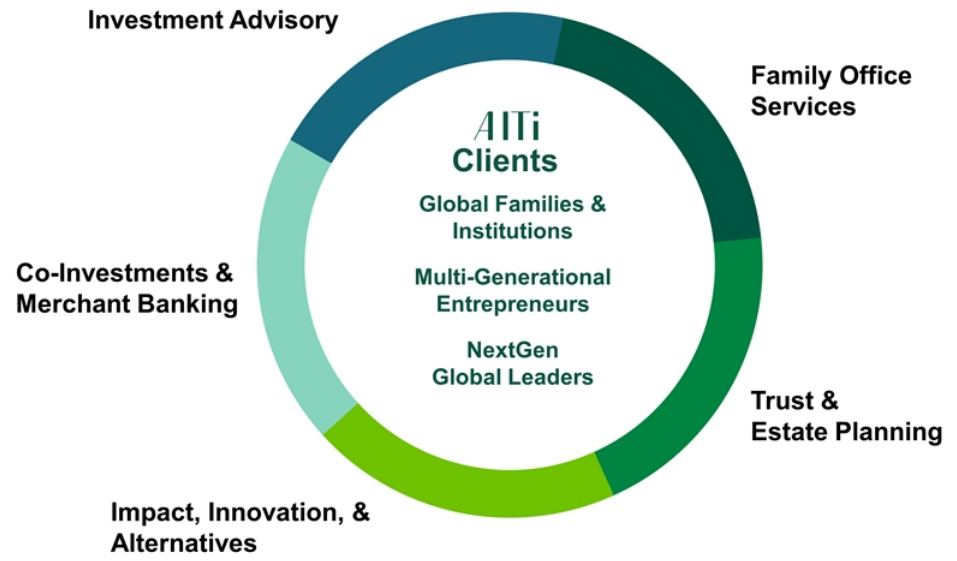 Investment Advisory
Family Office
Services
AlTi
Clients
Global Families &
Institutions
Multi-Generational
Entrepreneurs
NextGen
Global Leaders
Co-Investments &
Merchant Banking
Trust &
Estate Planning
Impact, Innovation, &
Alternatives